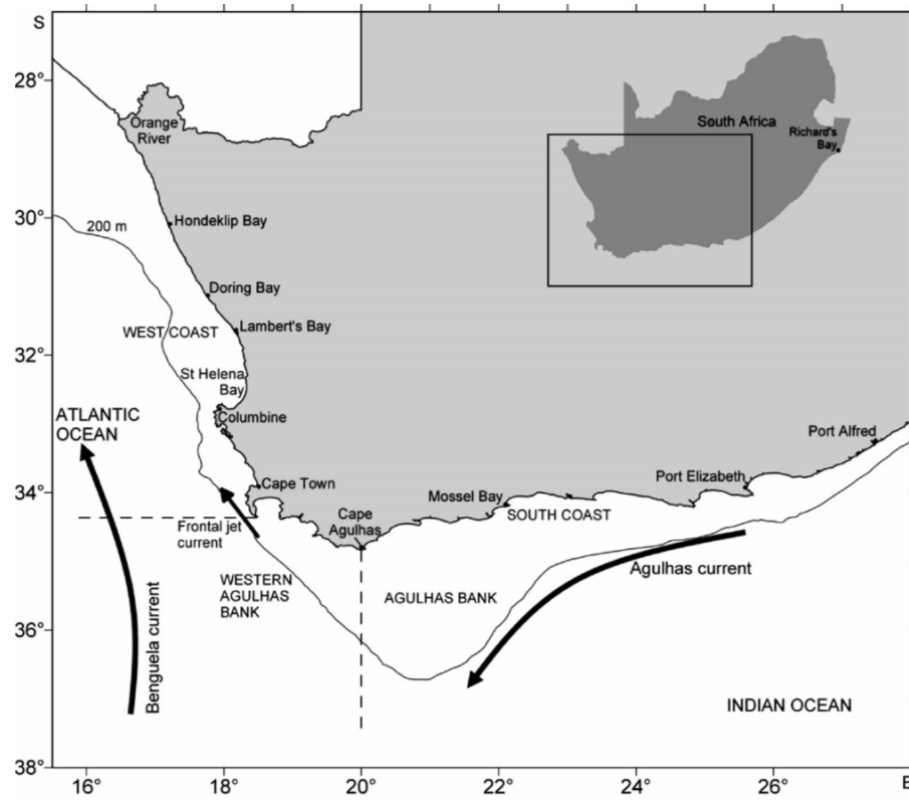 S
28°
30°
32°
34°
36°
38°
Orange
River
South Africa
Richard's
Bay
Hondeklip Bay
200 m
Doring Bay
WEST COAST
Lambert's Bay
St Helena
Bay
Columbine
ATLANTIC
OCEAN
Cape Town
Frontal jet
current
Cape
Agulhas
Mossel Bay
SOUTH COAST
Port Elizabeth
Port Alfred
WESTERN
AGULHAS
BANK
AGULHAS BANK
Agulhas current
Benguela current
INDIAN OCEAN
16°
18°
20°
22°
24°
26°
E